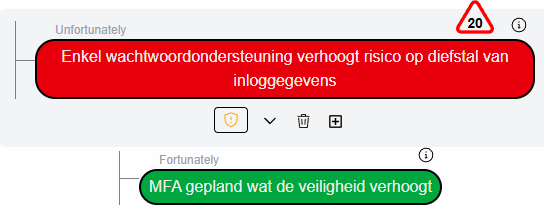 Unfortunately
20
Enkel wachtwoordondersteuning verhoogt risico op diefstal van
inloggegevens
Fortunately
MFA gepland wat de veiligheid verhoogt